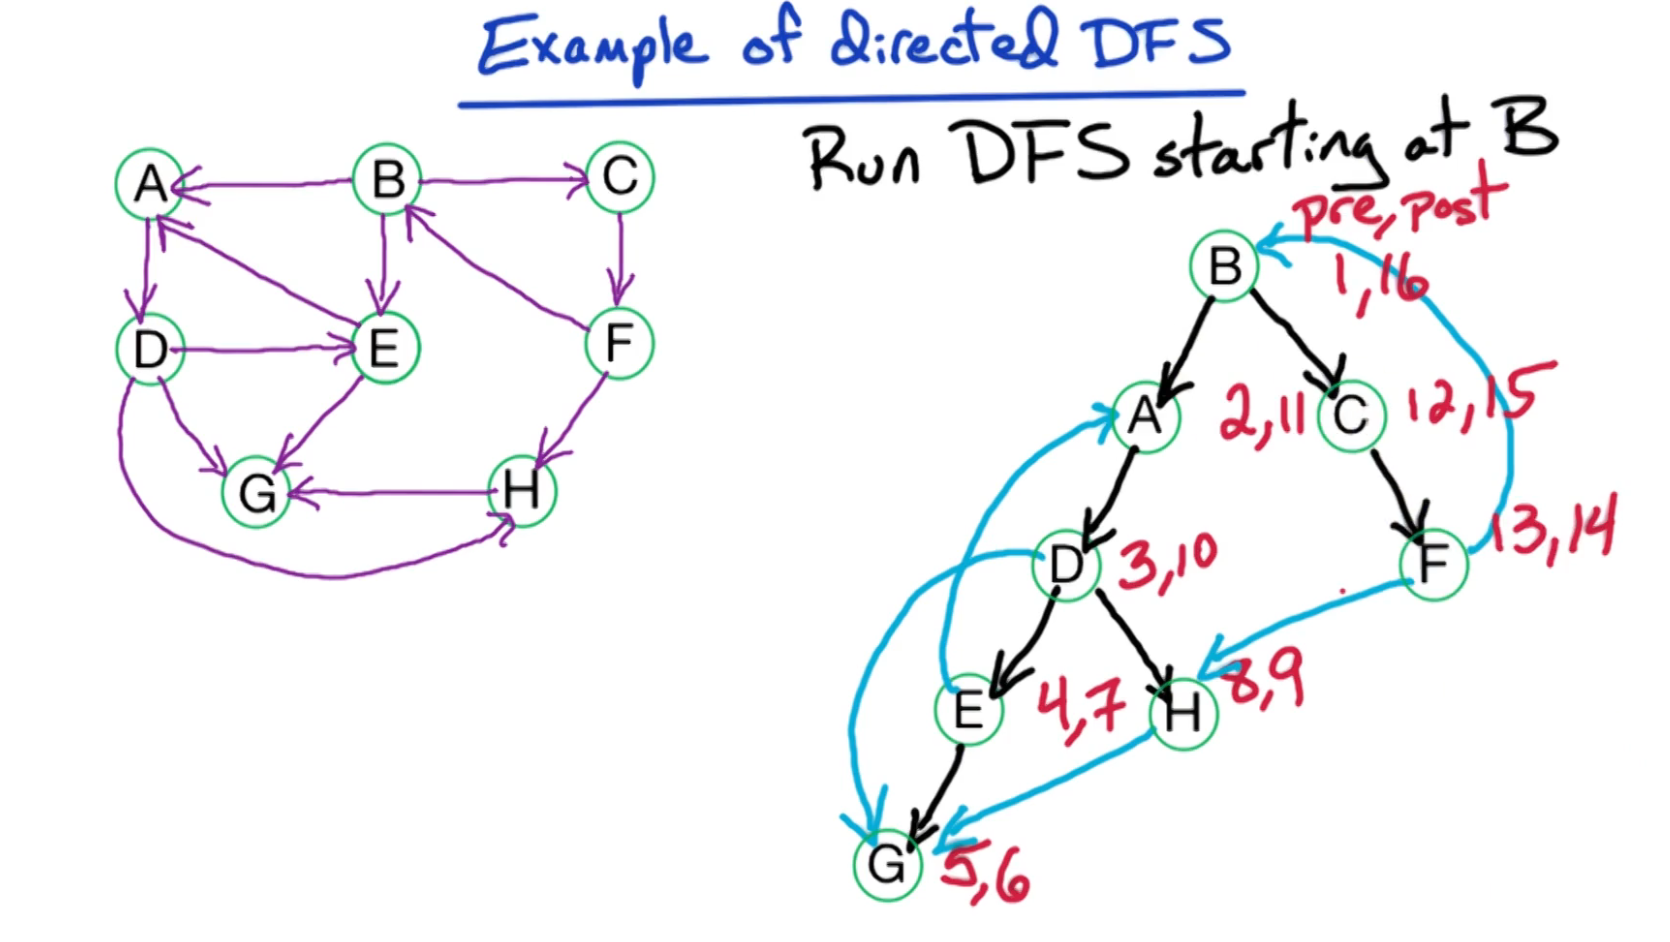 Example of directed DFS
Run DFS starting at B
pre, post
A B C
D E F
G H
B 1,16
A 2,11 C 12,15
D 3,10 F 13,14
E 4,7 H 8,9
G 5,6